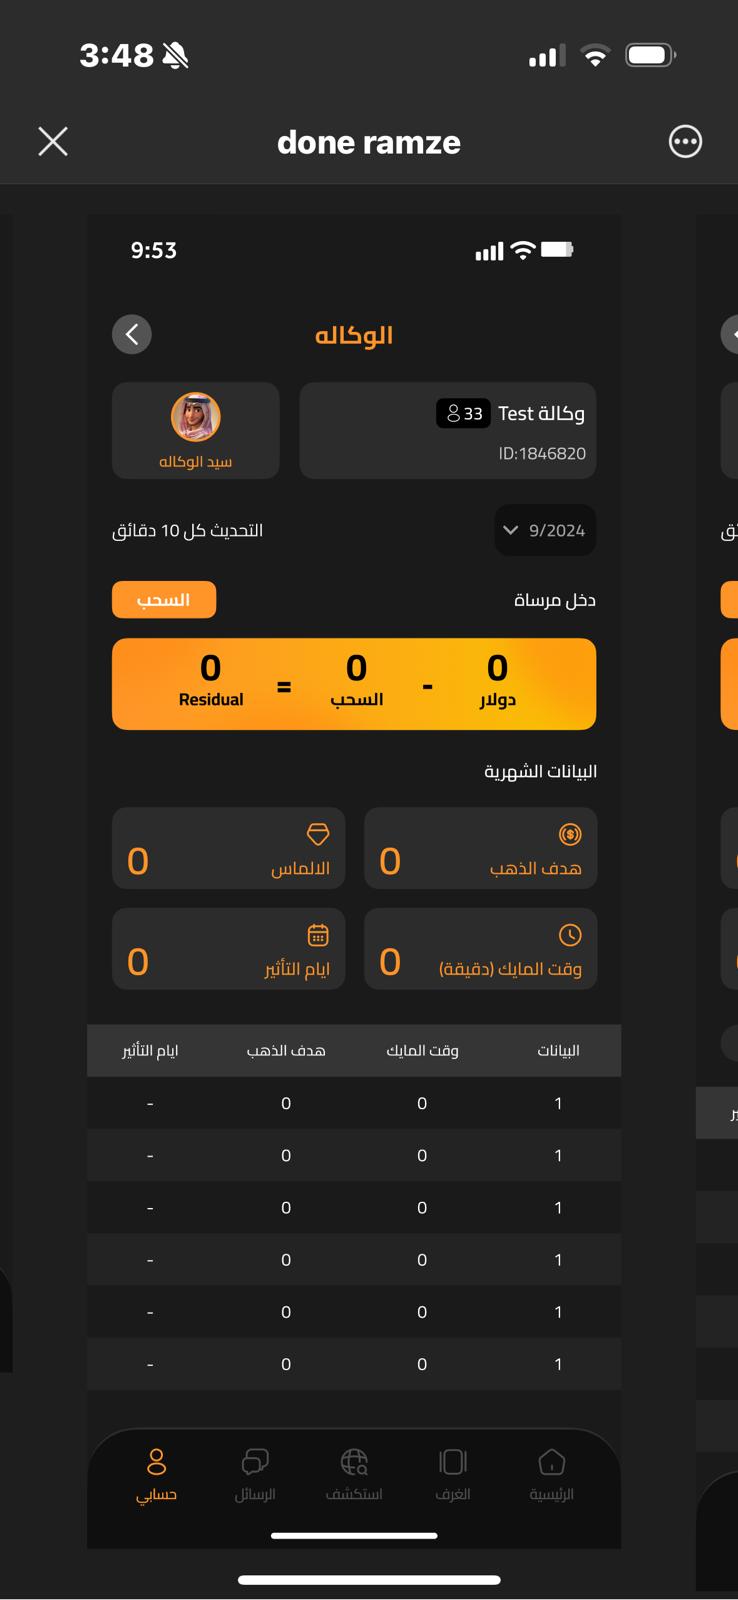 3:48
done ramze
9:53
الوكاله
وكالة Test 33
ID:1846820
سيد الوكاله
9/2024
التحديث كل 10 دقائق
دخل مرساة
السحب
0 - 0 = 0
دولار السحب Residual
البيانات الشهرية
هدف الذهب 0
الالماس 0
وقت المايك (دقيقة) 0
ايام التأثير 0
البيانات وقت المايك هدف الذهب ايام التأثير
1 0 0 -
1 0 0 -
1 0 0 -
1 0 0 -
1 0 0 -
1 0 0 -
الرئيسية الغرف استكشف الرسائل حسابي